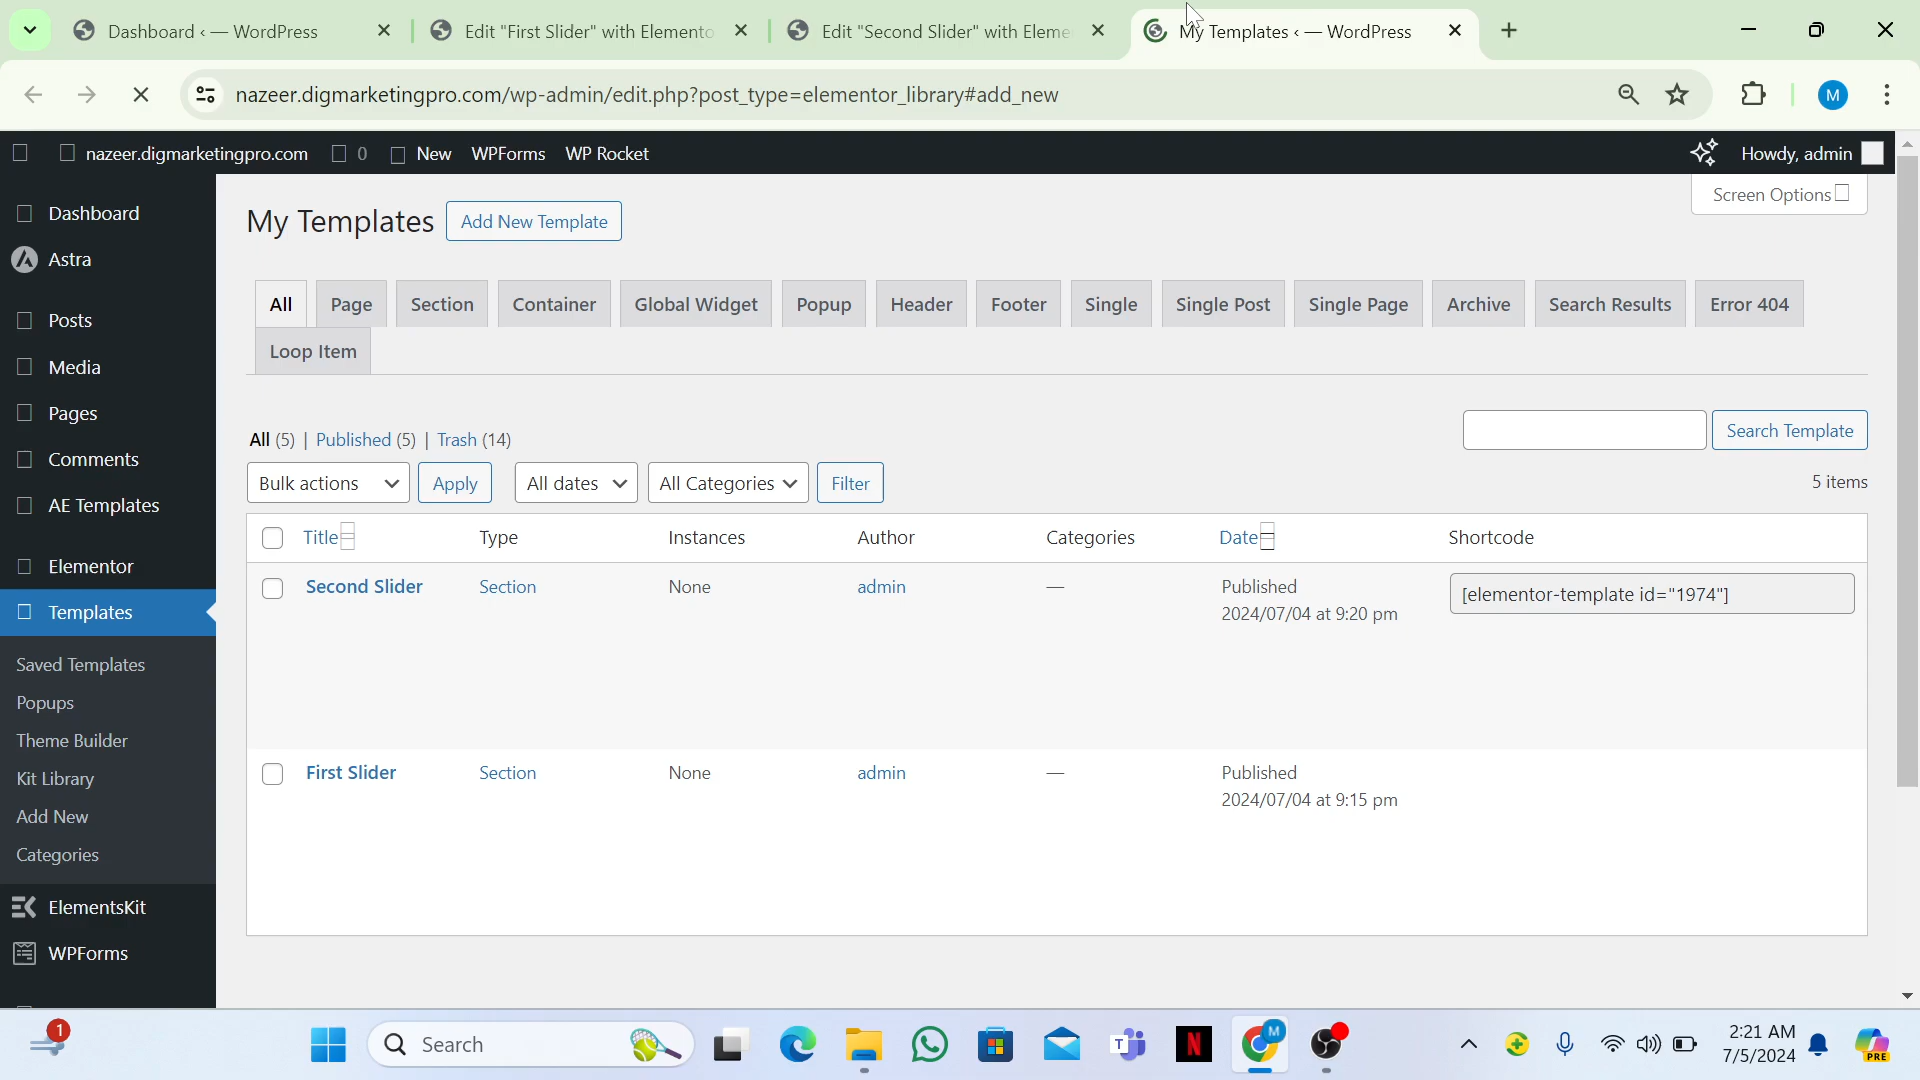 Dashboard ‹ — WordPress
Edit "First Slider" with Elemento
Edit "Second Slider" with Eleme
My Templates ‹ — WordPress
nazeer.digmarketingpro.com/wp-admin/edit.php?post_type=elementor_library#add_new
M
nazeer.digmarketingpro.com 0 New WPForms WP Rocket
Howdy, admin
Screen Options
Dashboard
Astra
Posts
Media
Pages
Comments
AE Templates
Elementor
Templates
Saved Templates
Popups
Theme Builder
Kit Library
Add New
Categories
ElementsKit
WPForms
My Templates Add New Template
All Page Section Container Global Widget Popup Header Footer Single Single Post Single Page Archive Search Results Error 404
Loop Item
All (5) | Published (5) | Trash (14)
Search Template
Bulk actions Apply All dates All Categories Filter
5 items
Title Type Instances Author Categories Date Shortcode
Second Slider Section None admin — Published
2024/07/04 at 9:20 pm
[elementor-template id="1974"]
First Slider Section None admin — Published
2024/07/04 at 9:15 pm
1
Search
T
N
M
2:21 AM
7/5/2024
PRE